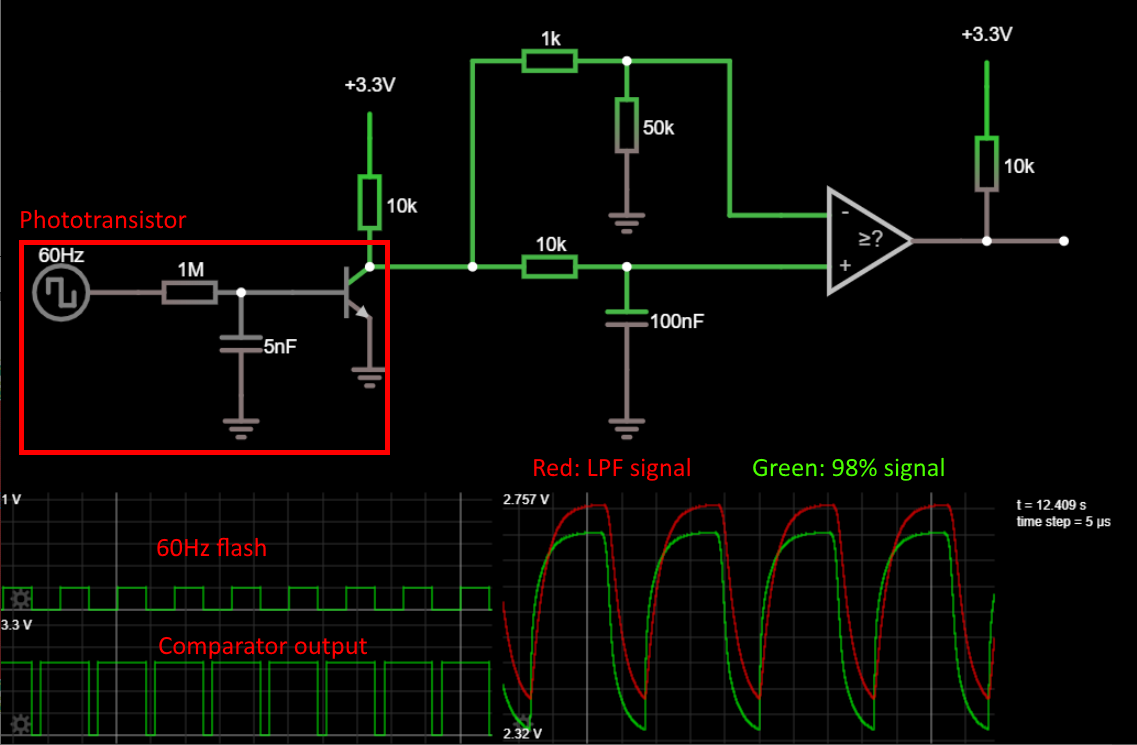 +3.3V
1k
+3.3V
50k
10k
10k
Phototransistor
10k
60Hz
1M
-
≥?
+
5nF
100nF
Red: LPF signal
Green: 98% signal
1 V
2.757 V
t = 12.409 s
time step = 5 µs
60Hz flash
3.3 V
Comparator output
2.32 V